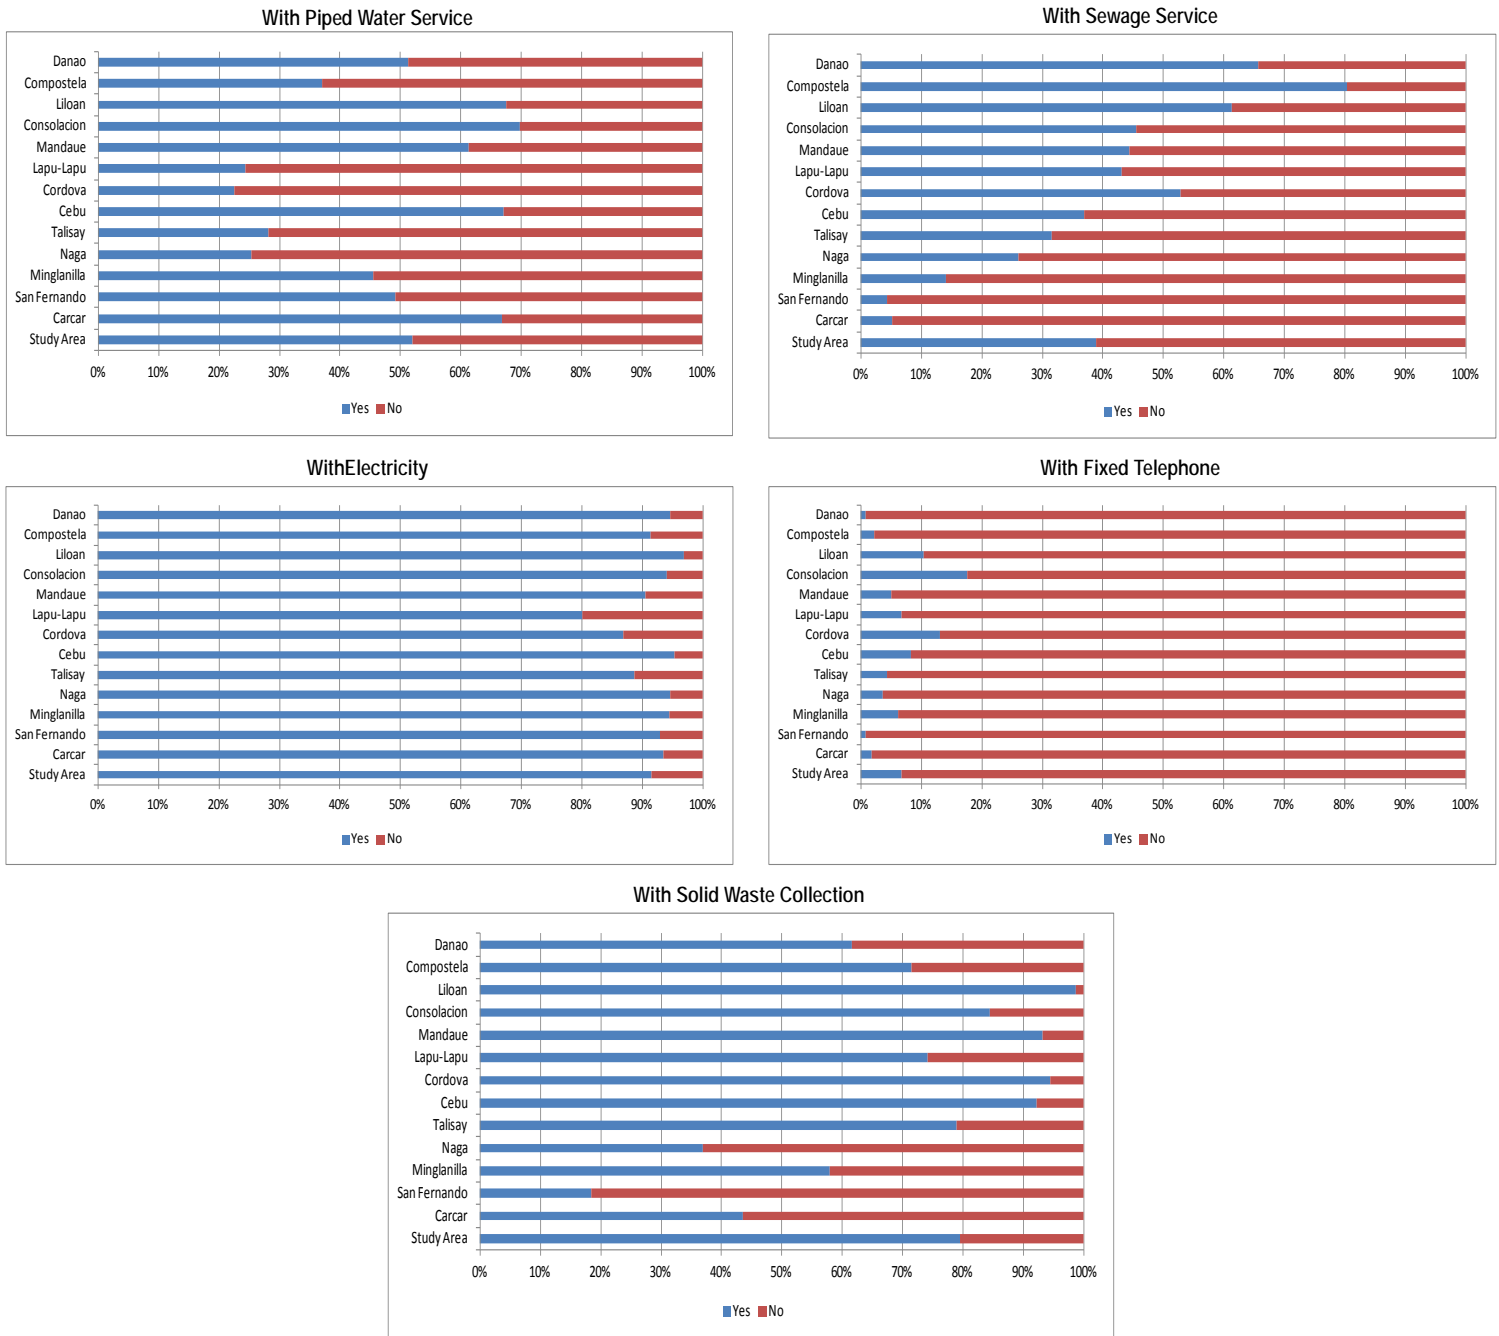 With Piped Water Service
Danao
Compostela
Liloan
Consolacion
Mandaue
Lapu-Lapu
Cordova
Cebu
Talisay
Naga
Minglanilla
San Fernando
Carcar
Study Area
0% 10% 20% 30% 40% 50% 60% 70% 80% 90% 100%
Yes No
With Sewage Service
Danao
Compostela
Liloan
Consolacion
Mandaue
Lapu-Lapu
Cordova
Cebu
Talisay
Naga
Minglanilla
San Fernando
Carcar
Study Area
0% 10% 20% 30% 40% 50% 60% 70% 80% 90% 100%
Yes No
WithElectricity
Danao
Compostela
Liloan
Consolacion
Mandaue
Lapu-Lapu
Cordova
Cebu
Talisay
Naga
Minglanilla
San Fernando
Carcar
Study Area
0% 10% 20% 30% 40% 50% 60% 70% 80% 90% 100%
Yes No
With Fixed Telephone
Danao
Compostela
Liloan
Consolacion
Mandaue
Lapu-Lapu
Cordova
Cebu
Talisay
Naga
Minglanilla
San Fernando
Carcar
Study Area
0% 10% 20% 30% 40% 50% 60% 70% 80% 90% 100%
Yes No
With Solid Waste Collection
Danao
Compostela
Liloan
Consolacion
Mandaue
Lapu-Lapu
Cordova
Cebu
Talisay
Naga
Minglanilla
San Fernando
Carcar
Study Area
0% 10% 20% 30% 40% 50% 60% 70% 80% 90% 100%
Yes No